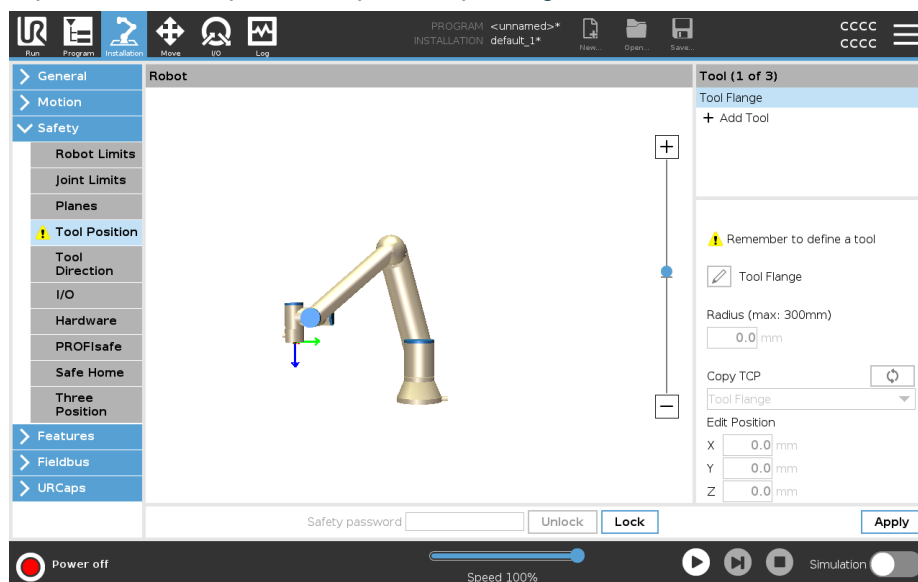 PROGRAM <unnamed>*
INSTALLATION default_1*
Run Program Installation Move I/O Log
New... Open... Save...
CCCC
CCCC
General
Motion
Safety
Robot Limits
Joint Limits
Planes
Tool Position
Tool
Direction
I/O
Hardware
PROFIsafe
Safe Home
Three
Position
Features
Fieldbus
URCaps
Robot
Tool (1 of 3)
Tool Flange
+ Add Tool
Remember to define a tool
Tool Flange
Radius (max: 300mm)
0.0 mm
Copy TCP
Tool Flange
Edit Position
X 0.0 mm
Y 0.0 mm
Z 0.0 mm
Safety password Unlock Lock
Apply
Power off
Speed 100%
Simulation